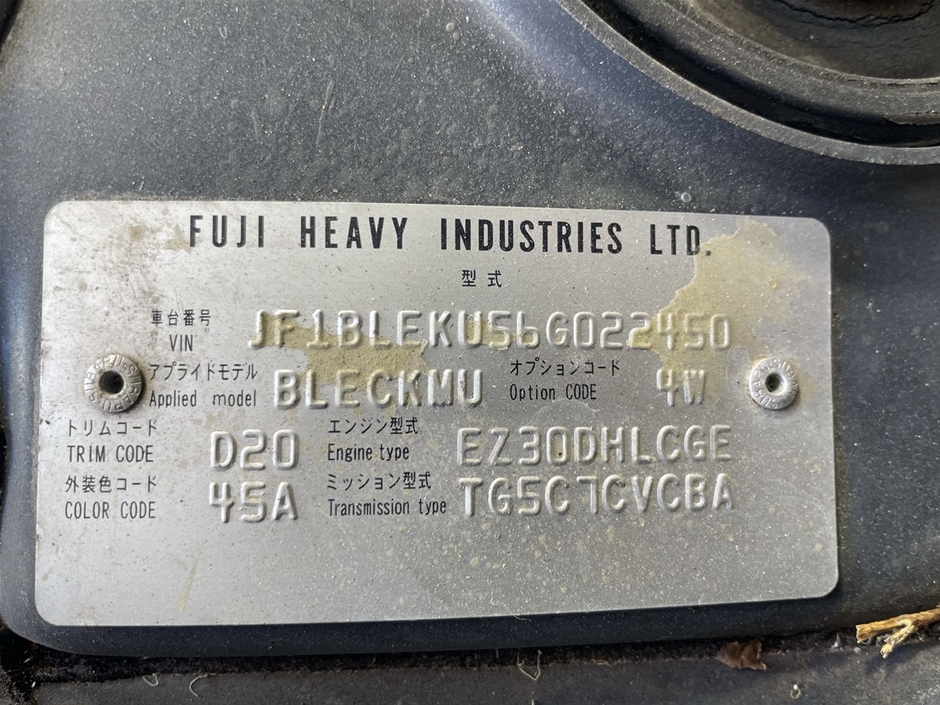 FUJI HEAVY INDUSTRIES LTD.
型式
車台番号 VIN JF1BLEKU56G022450
アプライドモデル Applied model BLECKMU オプションコード Option CODE 4W
トリムコード TRIM CODE D20 エンジン型式 Engine type EZ30DHLCGE
外装色コード COLOR CODE 45A ミッション型式 Transmission type TG5C7CVCBA